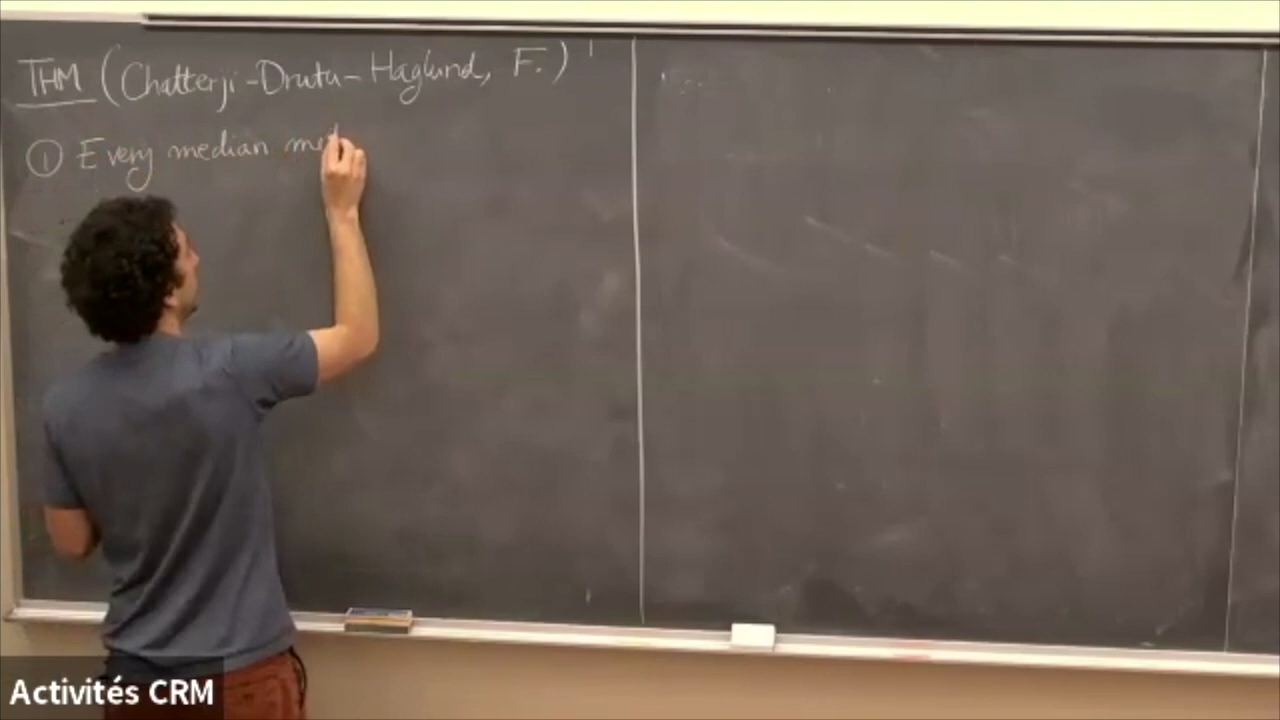 THM (Chatterji-Drutu-Haglund, F.)
① Every median me
Activités CRM